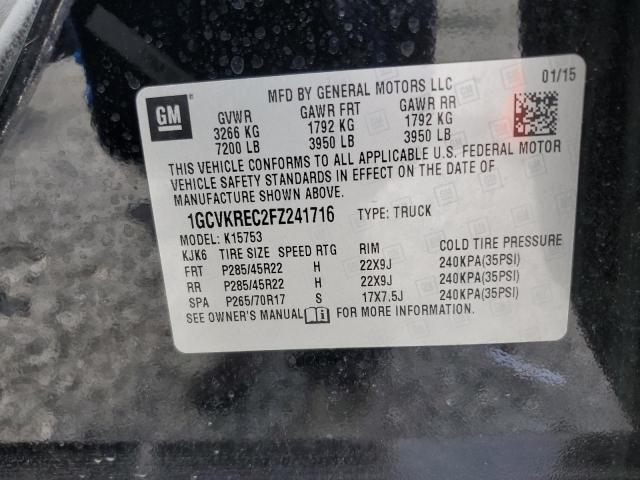 MFD BY GENERAL MOTORS LLC 01/15
GM GVWR GAWR FRT GAWR RR
3266 KG 1792 KG 1792 KG
7200 LB 3950 LB 3950 LB
THIS VEHICLE CONFORMS TO ALL APPLICABLE U.S. FEDERAL MOTOR
VEHICLE SAFETY STANDARDS IN EFFECT ON THE DATE OF
MANUFACTURE SHOWN ABOVE.
1GCVKREC2FZ241716 TYPE: TRUCK
MODEL: K15753
KJK6 TIRE SIZE SPEED RTG RIM COLD TIRE PRESSURE
FRT P285/45R22 H 22X9J 240KPA(35PSI)
RR P285/45R22 H 22X9J 240KPA(35PSI)
SPA P265/70R17 S 17X7.5J 240KPA(35PSI)
SEE OWNER'S MANUAL FOR MORE INFORMATION.